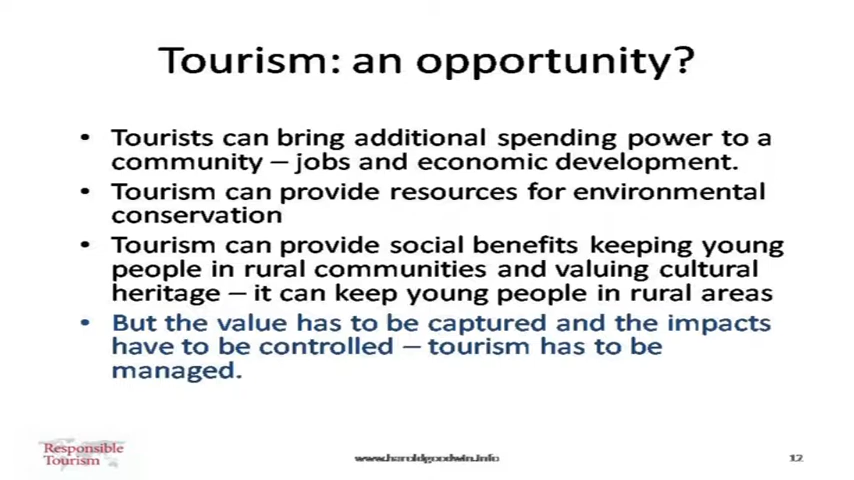 Tourism: an opportunity?
• Tourists can bring additional spending power to a
community – jobs and economic development.
• Tourism can provide resources for environmental
conservation
• Tourism can provide social benefits keeping young
people in rural communities and valuing cultural
heritage – it can keep young people in rural areas
• But the value has to be captured and the impacts
have to be controlled – tourism has to be
managed.
Responsible
Tourism
www.haroldgoodwin.info
12